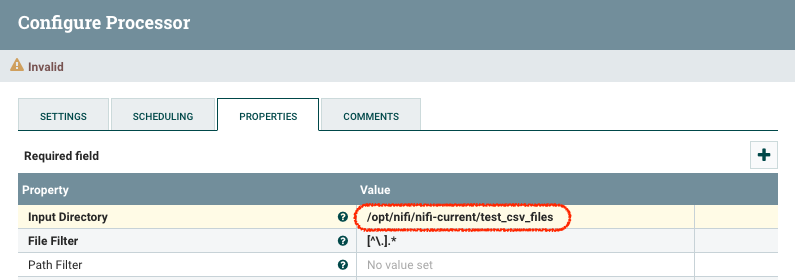 Configure Processor
Invalid
SETTINGS SCHEDULING PROPERTIES COMMENTS
Required field
Property Value
Input Directory /opt/nifi/nifi-current/test_csv_files
File Filter [^\.].*
Path Filter No value set